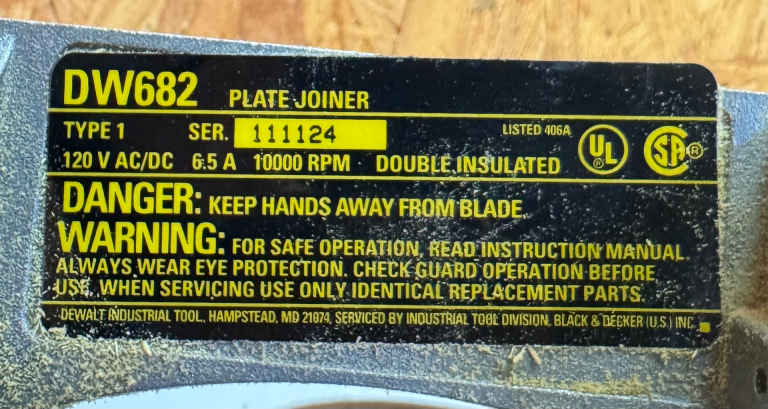 DW682 PLATE JOINER
TYPE 1 SER. 111124 LISTED 406A UL SA
120 V AC/DC 6.5 A 10000 RPM DOUBLE INSULATED
DANGER: KEEP HANDS AWAY FROM BLADE.
WARNING: FOR SAFE OPERATION, READ INSTRUCTION MANUAL.
ALWAYS WEAR EYE PROTECTION. CHECK GUARD OPERATION BEFORE
USE. WHEN SERVICING USE ONLY IDENTICAL REPLACEMENT PARTS.
DEWALT INDUSTRIAL TOOL, HAMPSTEAD, MD 21074, SERVICED BY INDUSTRIAL TOOL DIVISION, BLACK & DECKER (U.S.) INC.